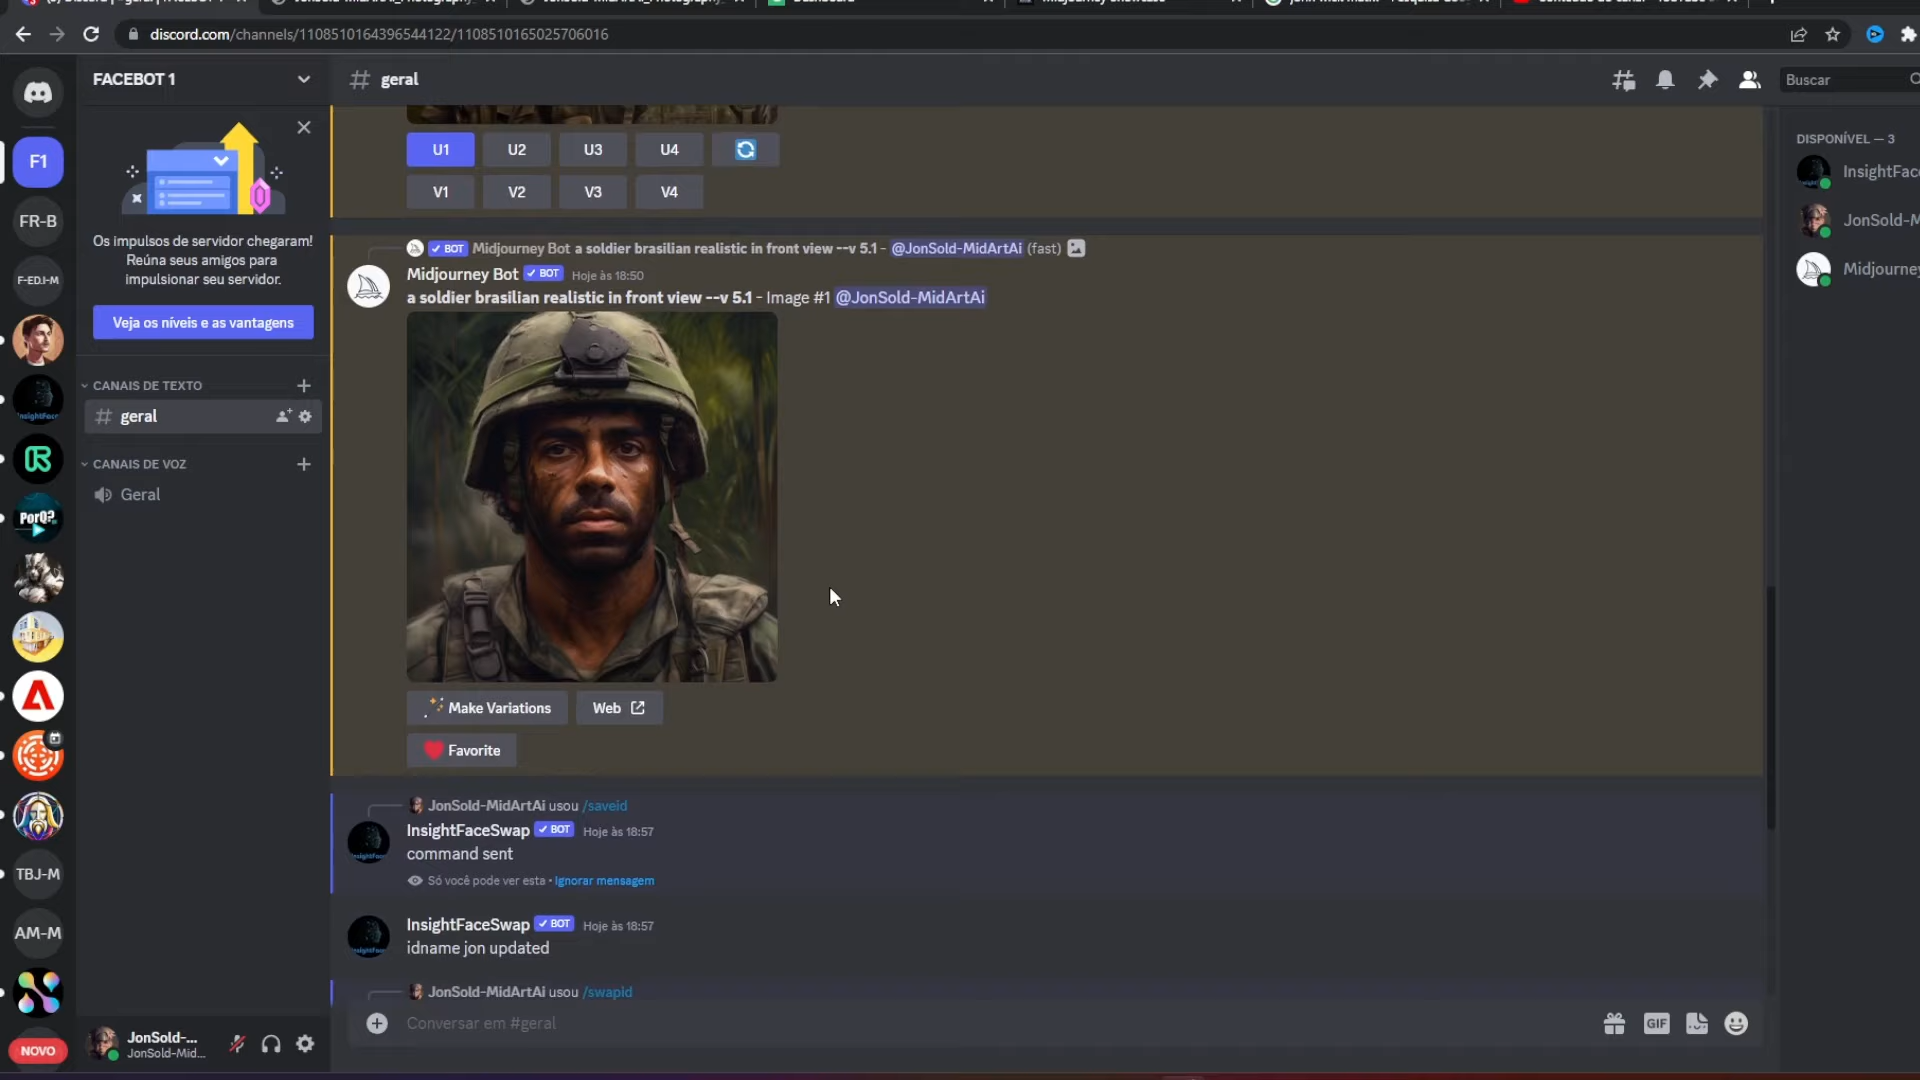 discord.com/channels/1108510164396544122/1108510165025706016
FACEBOT 1
geral
Buscar
F1
FR-B
F-ED.I-M
PorQ?
TBJ-M
AM-M
NOVO
Os impulsos de servidor chegaram!
Reúna seus amigos para
impulsionar seu servidor.
Veja os níveis e as vantagens
CANAIS DE TEXTO
geral
CANAIS DE VOZ
Geral
JonSold-...
JonSold-Mid...
U1 U2 U3 U4
V1 V2 V3 V4
BOT Midjourney Bot a soldier brasilian realistic in front view --v 5.1 - @JonSold-MidArtAi (fast)
Midjourney Bot BOT Hoje às 18:50
a soldier brasilian realistic in front view --v 5.1 - Image #1 @JonSold-MidArtAi
Make Variations Web
Favorite
JonSold-MidArtAi usou /saveid
InsightFaceSwap BOT Hoje às 18:57
command sent
Só você pode ver esta • Ignorar mensagem
InsightFaceSwap BOT Hoje às 18:57
idname jon updated
JonSold-MidArtAi usou /swapid
Conversar em #geral
GIF
DISPONÍVEL — 3
InsightFac
JonSold-M
Midjourney